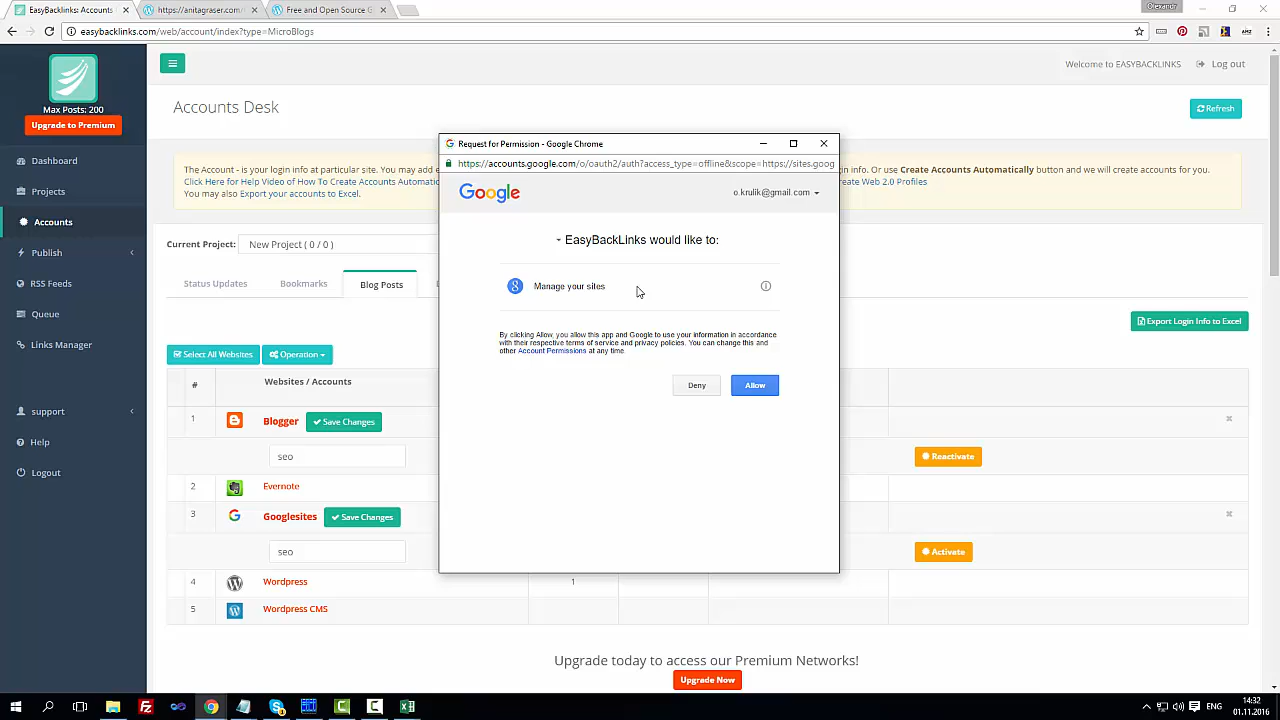 EasyBacklinks: Accounts
https://anitagraser.com/
Free and Open Source G
Olexandr
easybacklinks.com/web/account/index?type=MicroBlogs
Max Posts: 200
Upgrade to Premium
Dashboard
Projects
Accounts
Publish
RSS Feeds
Queue
Links Manager
support
Help
Logout
Welcome to EASYBACKLINKS
Log out
Accounts Desk
Refresh
The Account - is your login info at particular site. You may add e
in info. Or use Create Accounts Automatically button and we will create accounts for you.
Click Here for Help Video of How To Create Accounts Automatic
reate Web 2.0 Profiles
You may also Export your accounts to Excel.
Current Project:
New Project ( 0 / 0 )
Status Updates
Bookmarks
Blog Posts
Export Login Info to Excel
Select All Websites
Operation
#
Websites / Accounts
1
Blogger
Save Changes
seo
Reactivate
2
Evernote
3
Googlesites
Save Changes
seo
Activate
4
Wordpress
1
5
Wordpress CMS
Upgrade today to access our Premium Networks!
Upgrade Now
Request for Permission - Google Chrome
https://accounts.google.com/o/oauth2/auth?access_type=offline&scope=https://sites.goog
Google
o.krulik@gmail.com
EasyBackLinks would like to:
Manage your sites
By clicking Allow, you allow this app and Google to use your information in accordance
with their respective terms of service and privacy policies. You can change this and
other Account Permissions at any time.
Deny
Allow
ENG
14:32
01.11.2016